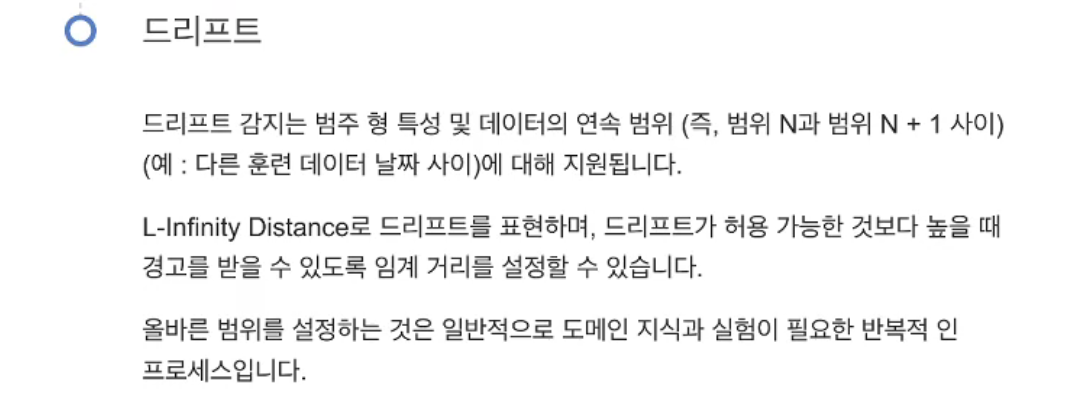 드리프트
드리프트 감지는 범주 형 특성 및 데이터의 연속 범위 (즉, 범위 N과 범위 N + 1 사이)
(예 : 다른 훈련 데이터 날짜 사이)에 대해 지원됩니다.
L-Infinity Distance로 드리프트를 표현하며, 드리프트가 허용 가능한 것보다 높을 때
경고를 받을 수 있도록 임계 거리를 설정할 수 있습니다.
올바른 범위를 설정하는 것은 일반적으로 도메인 지식과 실험이 필요한 반복적 인
프로세스입니다.